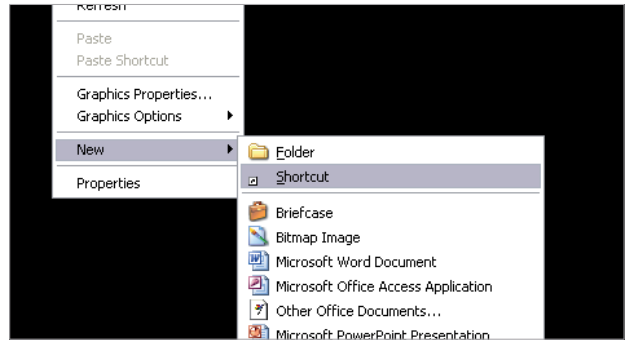 Refresh
Paste
Paste Shortcut
Graphics Properties...
Graphics Options
New
Properties
Folder
Shortcut
Briefcase
Bitmap Image
Microsoft Word Document
Microsoft Office Access Application
Other Office Documents...
Microsoft PowerPoint Presentation